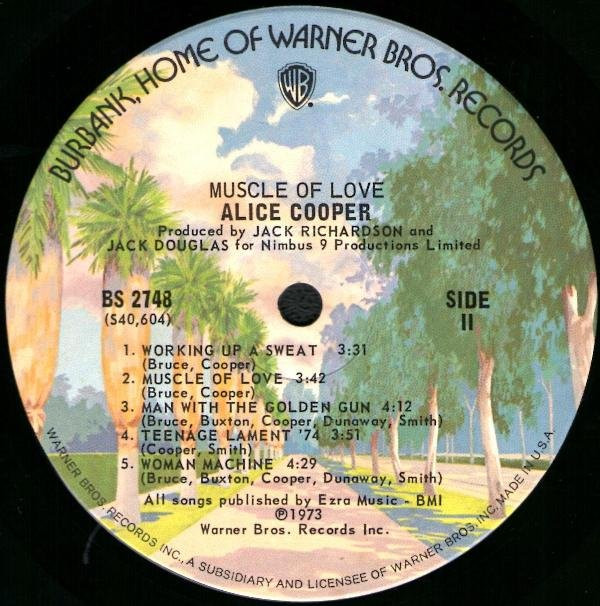 BURBANK, HOME OF WARNER BROS. RECORDS
WB
MUSCLE OF LOVE
ALICE COOPER
Produced by JACK RICHARDSON and
JACK DOUGLAS for Nimbus 9 Productions Limited
BS 2748
(S40,604)
SIDE
II
1. WORKING UP A SWEAT 3:31
(Bruce, Cooper)
2. MUSCLE OF LOVE 3:42
(Bruce, Cooper)
3. MAN WITH THE GOLDEN GUN 4:12
(Bruce, Buxton, Cooper, Dunaway, Smith)
4. TEENAGE LAMENT '74 3:51
(Cooper, Smith)
5. WOMAN MACHINE 4:29
(Bruce, Buxton, Cooper, Dunaway, Smith)
All songs published by Ezra Music - BMI
℗1973
Warner Bros. Records Inc.
WARNER BROS. RECORDS INC., A SUBSIDIARY AND LICENSEE OF WARNER BROS. INC. MADE IN U.S.A.